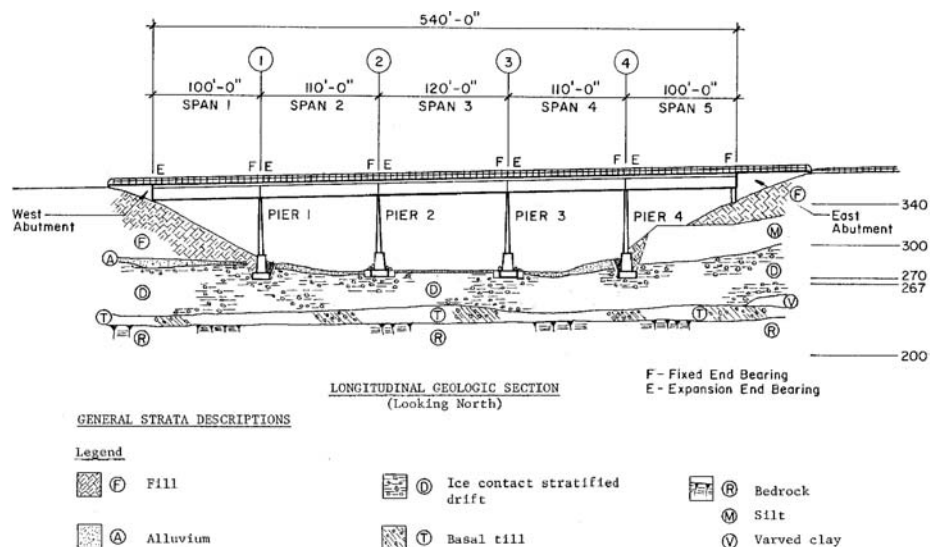 540'-0"
1 2 3 4
100'-0" 110'-0" 120'-0" 110'-0" 100'-0"
SPAN 1 SPAN 2 SPAN 3 SPAN 4 SPAN 5
E F E F E F E F E F
West Abutment
PIER 1 PIER 2 PIER 3 PIER 4
East Abutment
F
340
F
M
300
A
D
270
D
D
267
V
T
T
T
R
R
200
F - Fixed End Bearing
E - Expansion End Bearing
LONGITUDINAL GEOLOGIC SECTION
(Looking North)
GENERAL STRATA DESCRIPTIONS
Legend
F Fill
D Ice contact stratified
drift
R Bedrock
M Silt
A Alluvium
T Basal till
V Varved clay